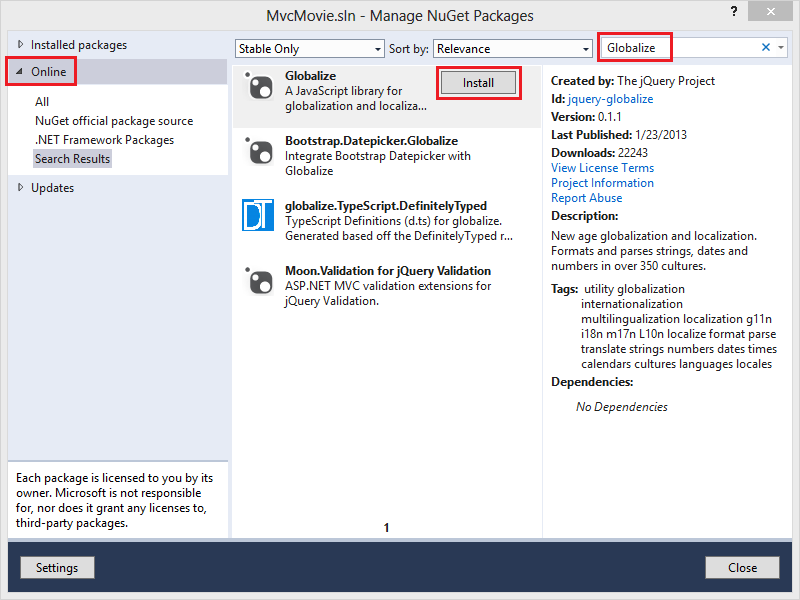 MvcMovie.sln - Manage NuGet Packages
?
Installed packages
Online
All
NuGet official package source
.NET Framework Packages
Search Results
Updates
Each package is licensed to you by its
owner. Microsoft is not responsible
for, nor does it grant any licenses to,
third-party packages.
Stable Only
Sort by:
Relevance
Globalize
Globalize
A JavaScript library for
globalization and localiza...
Install
Bootstrap.Datepicker.Globalize
Integrate Bootstrap Datepicker with
Globalize
DT
globalize.TypeScript.DefinitelyTyped
TypeScript Definitions (d.ts) for globalize.
Generated based off the DefinitelyTyped r...
Moon.Validation for jQuery Validation
ASP.NET MVC validation extensions for
jQuery Validation.
1
Created by: The jQuery Project
Id: jquery-globalize
Version: 0.1.1
Last Published: 1/23/2013
Downloads: 22243
View License Terms
Project Information
Report Abuse
Description:
New age globalization and localization.
Formats and parses strings, dates and
numbers in over 350 cultures.
Tags: utility globalization
internationalization
multilingualization localization g11n
i18n m17n L10n localize format parse
translate strings numbers dates times
calendars cultures languages locales
Dependencies:
No Dependencies
Settings
Close